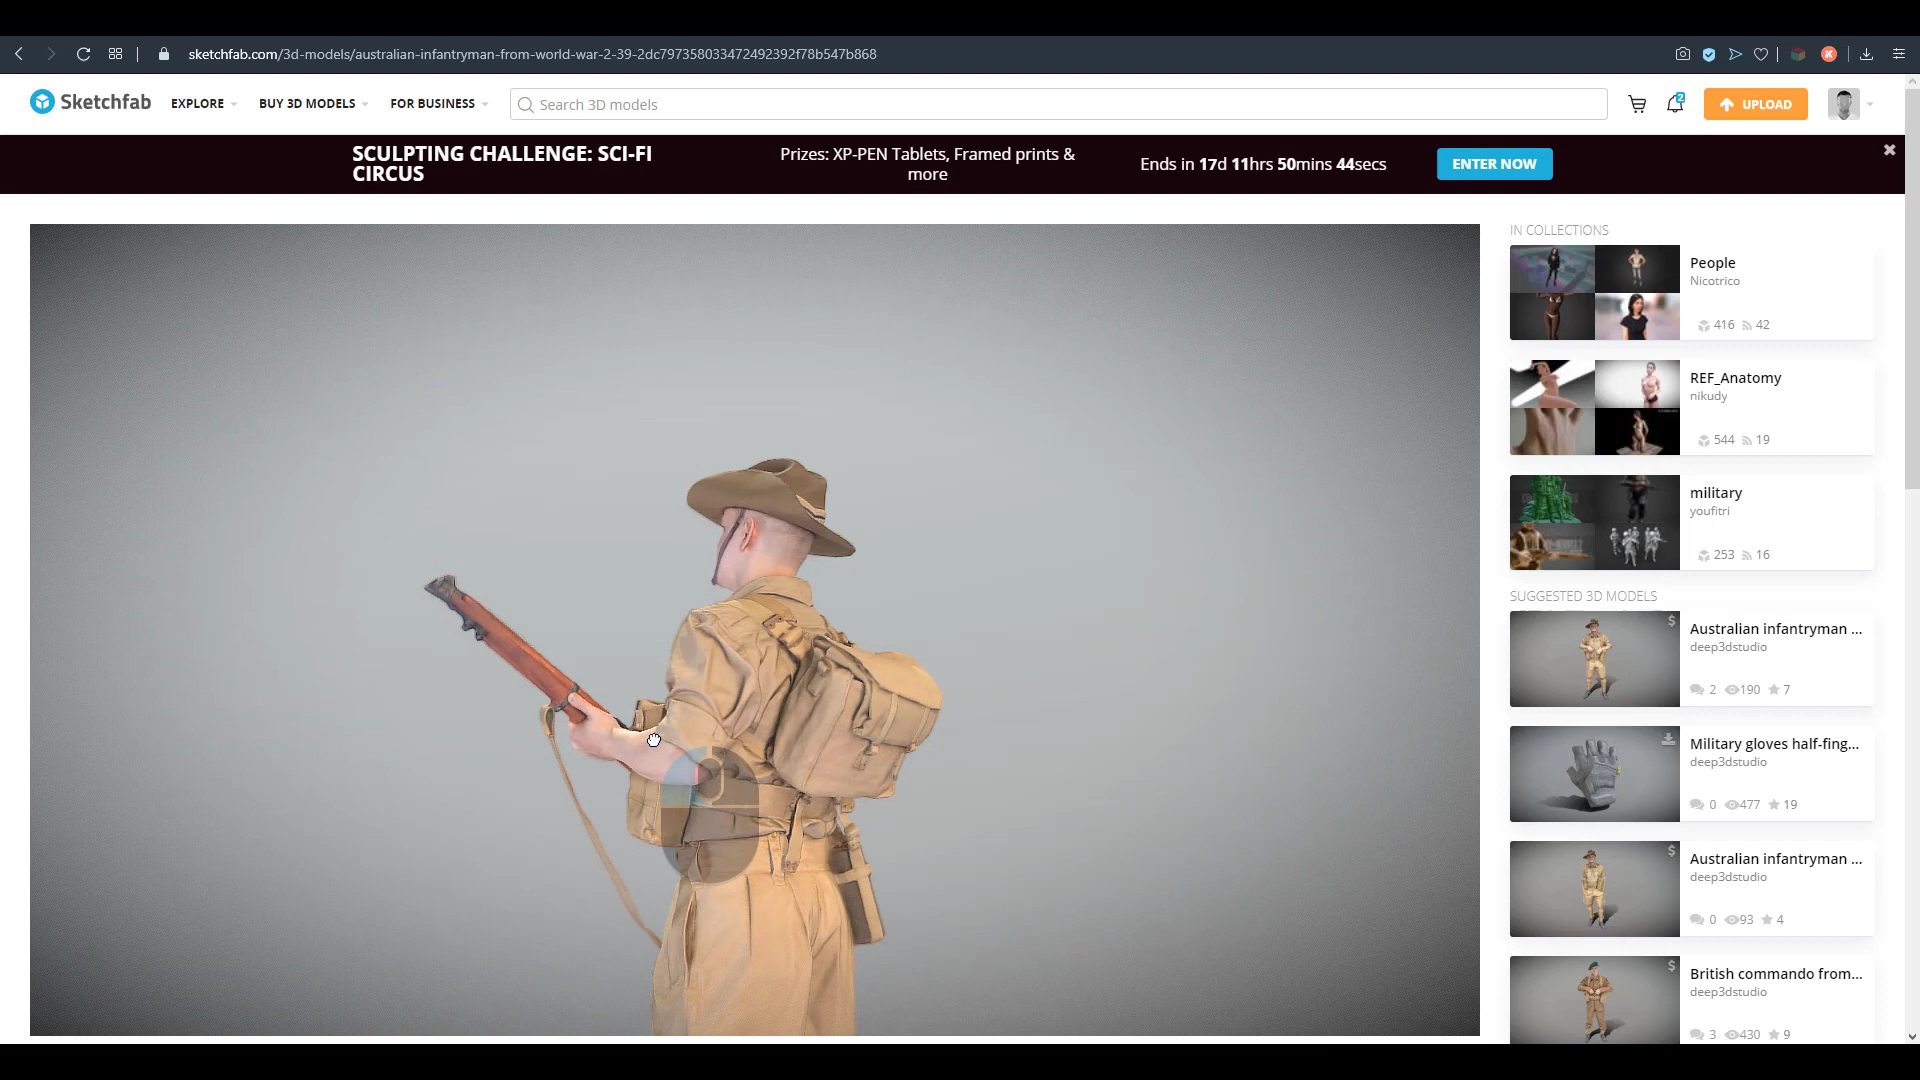 sketchfab.com/3d-models/australian-infantryman-from-world-war-2-39-2dc797358033472492392f78b547b868
Sketchfab EXPLORE BUY 3D MODELS FOR BUSINESS Search 3D models 2 UPLOAD
SCULPTING CHALLENGE: SCI-FI
CIRCUS
Prizes: XP-PEN Tablets, Framed prints &
more
Ends in 17d 11hrs 50mins 44secs
ENTER NOW
IN COLLECTIONS
People
Nicotrico
416 42
REF_Anatomy
nikudy
544 19
military
youfitri
253 16
SUGGESTED 3D MODELS
$
Australian infantryman ...
deep3dstudio
2 190 7
Military gloves half-fing...
deep3dstudio
0 477 19
$
Australian infantryman ...
deep3dstudio
0 93 4
$
British commando from...
deep3dstudio
3 430 9